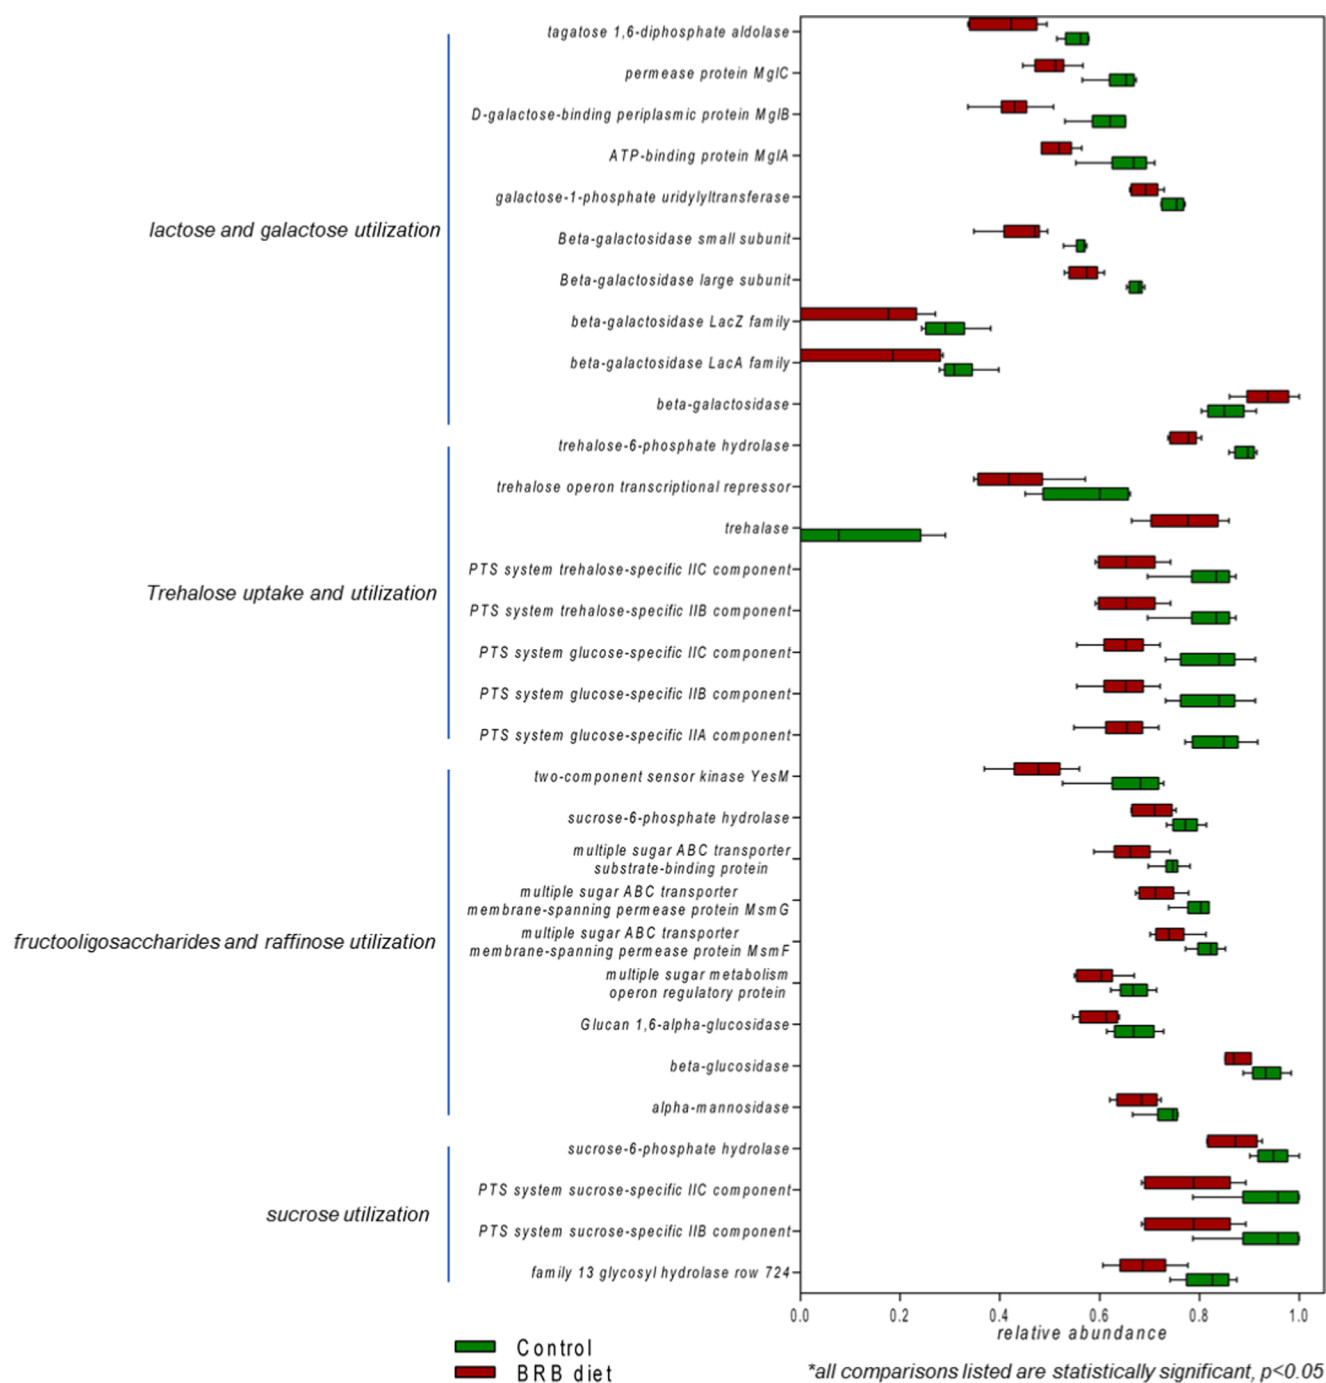 tagatose 1,6-diphosphate aldolase
permease protein MglC
D-galactose-binding periplasmic protein MglB
ATP-binding protein MglA
galactose-1-phosphate uridylyltransferase
lactose and galactose utilization
Beta-galactosidase small subunit
Beta-galactosidase large subunit
beta-galactosidase LacZ family
beta-galactosidase LacA family
beta-galactosidase
trehalose-6-phosphate hydrolase
trehalose operon transcriptional repressor
trehalase
PTS system trehalose-specific IIC component
Trehalose uptake and utilization
PTS system trehalose-specific IIB component
PTS system glucose-specific IIC component
PTS system glucose-specific IIB component
PTS system glucose-specific IIA component
two-component sensor kinase YesM
sucrose-6-phosphate hydrolase
multiple sugar ABC transporter
substrate-binding protein
multiple sugar ABC transporter
membrane-spanning permease protein MsmG
multiple sugar ABC transporter
fructooligosaccharides and raffinose utilization
membrane-spanning permease protein MsmF
multiple sugar metabolism
operon regulatory protein
Glucan 1,6-alpha-glucosidase
beta-glucosidase
alpha-mannosidase
sucrose-6-phosphate hydrolase
PTS system sucrose-specific IIC component
sucrose utilization
PTS system sucrose-specific IIB component
family 13 glycosyl hydrolase row 724
0.0 0.2 0.4 0.6 0.8 1.0
relative abundance
Control
BRB diet
*all comparisons listed are statistically significant, p<0.05